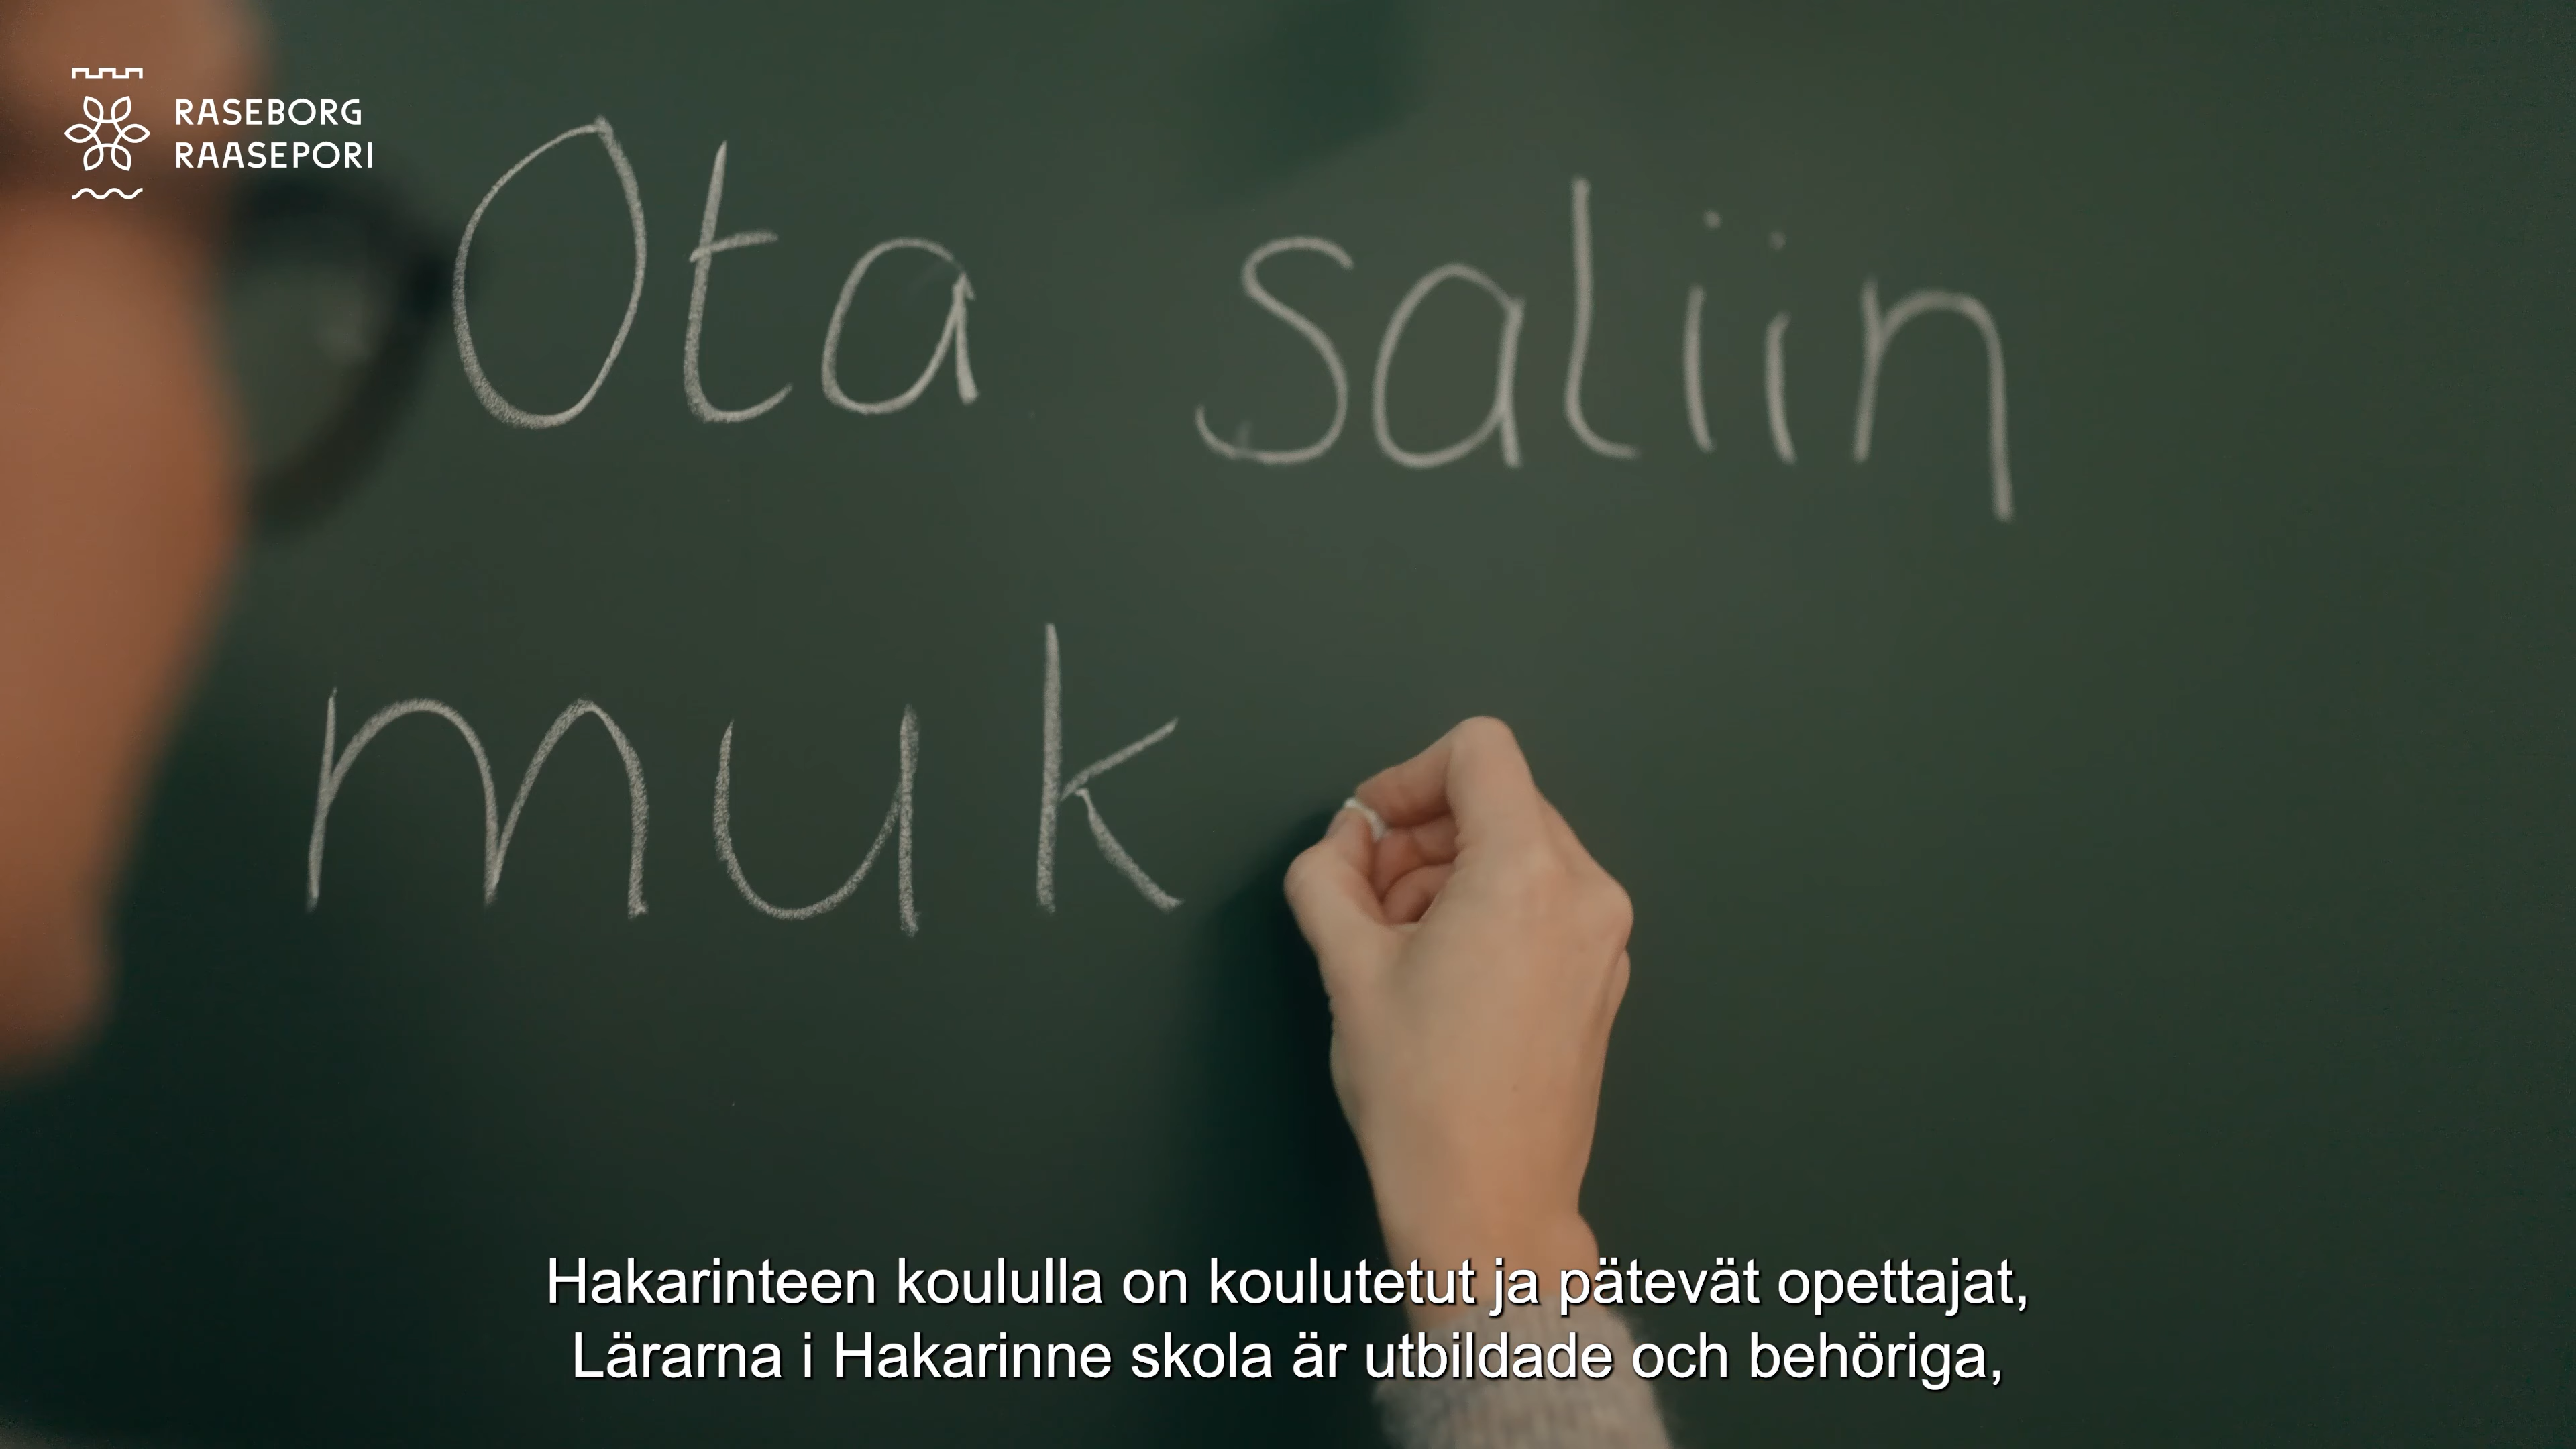 RASEBORG
RAASEPORI
Ota saliin
muk
Hakarinteen koululla on koulutetut ja pätevät opettajat,
Lärarna i Hakarinne skola är utbildade och behöriga,